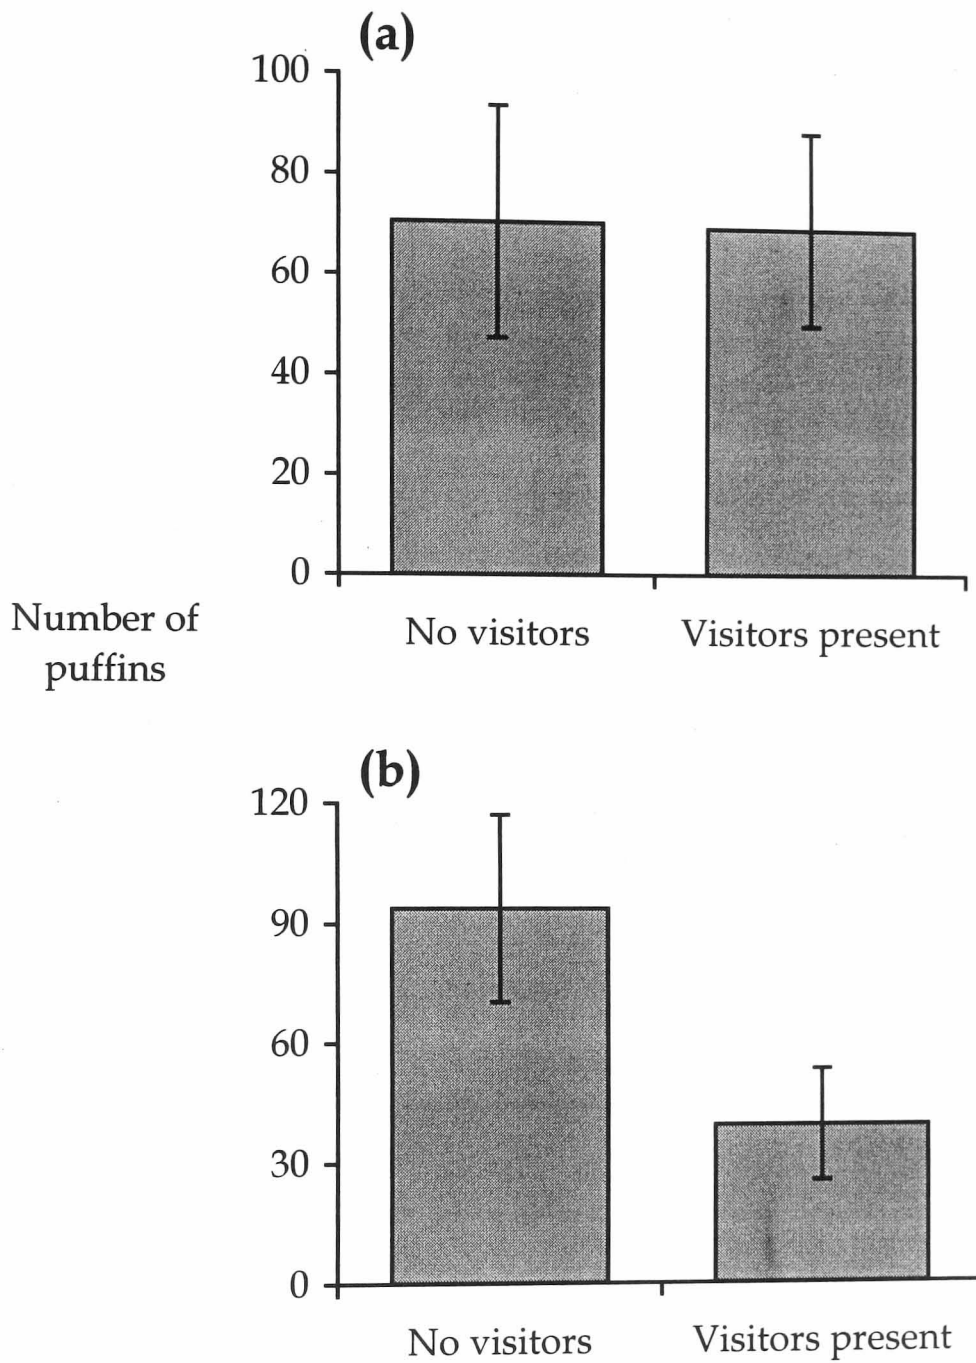 (a)
100
80
60
40
20
0
No visitors
Visitors present
Number of
puffins
(b)
120
90
60
30
0
No visitors
Visitors present